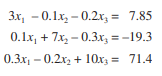 3x₁ − 0.1x₂ − 0.2x₃ = 7.85
0.1x₁ + 7x₂ − 0.3x₃ = −19.3
0.3x₁ − 0.2x₂ + 10x₃ = 71.4